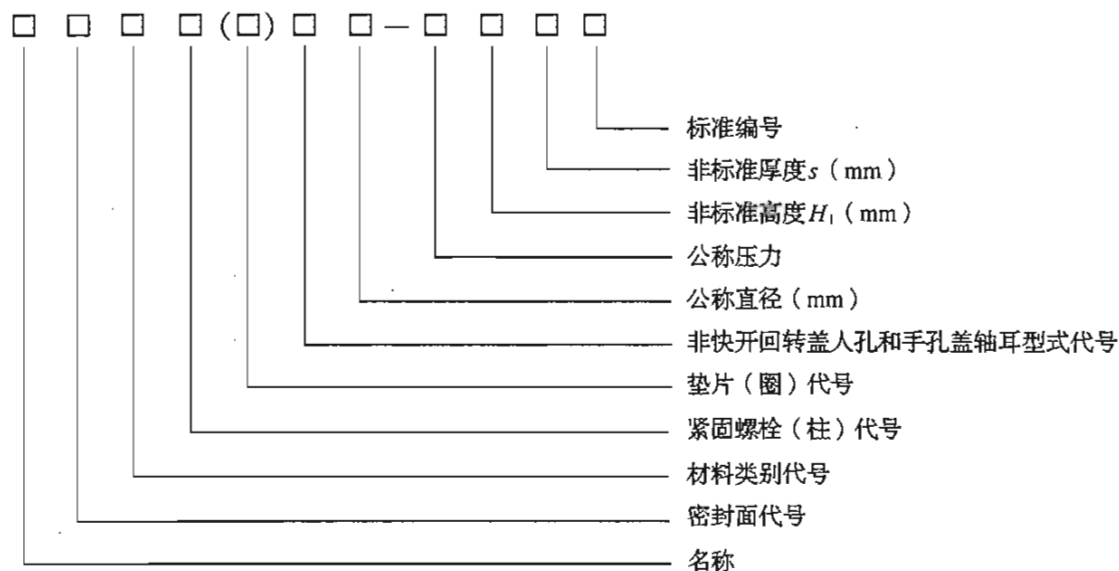 □ □ □ □ (□) □ □ — □ □ □ □
标准编号
非标准厚度s（mm）
非标准高度H₁（mm）
公称压力
公称直径（mm）
非快开回转盖人孔和手孔盖轴耳型式代号
垫片（圈）代号
紧固螺栓（柱）代号
材料类别代号
密封面代号
名称